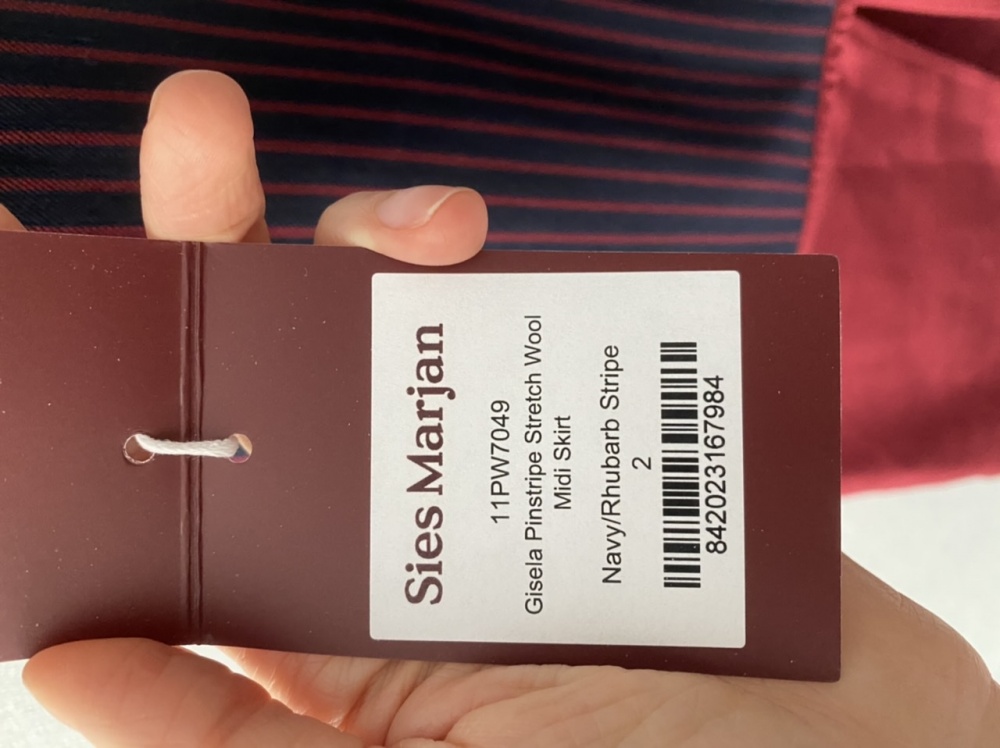 Sies Marjan
11PW7049
Gisela Pinstripe Stretch Wool
Midi Skirt
Navy/Rhubarb Stripe
2
842023167984